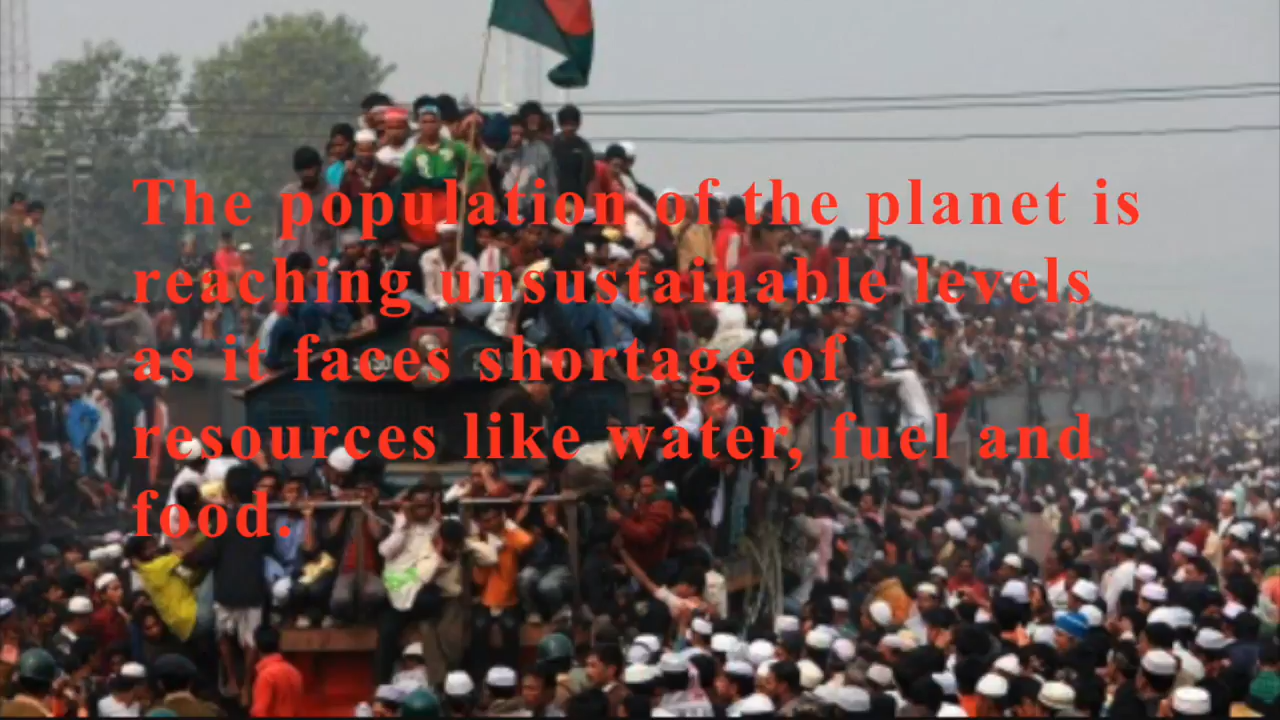 The population of the planet is
reaching unsustainable levels
as it faces shortage of
resources like water, fuel and
food.